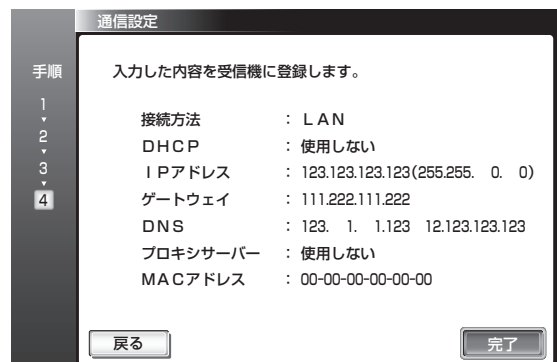 通信設定
手順
1
2
3
4
入力した内容を受信機に登録します。
接続方法 : LAN
DHCP : 使用しない
IPアドレス : 123.123.123.123(255.255. 0. 0)
ゲートウェイ : 111.222.111.222
DNS : 123. 1. 1.123 12.123.123.123
プロキシサーバー : 使用しない
MACアドレス : 00-00-00-00-00-00
戻る
完了